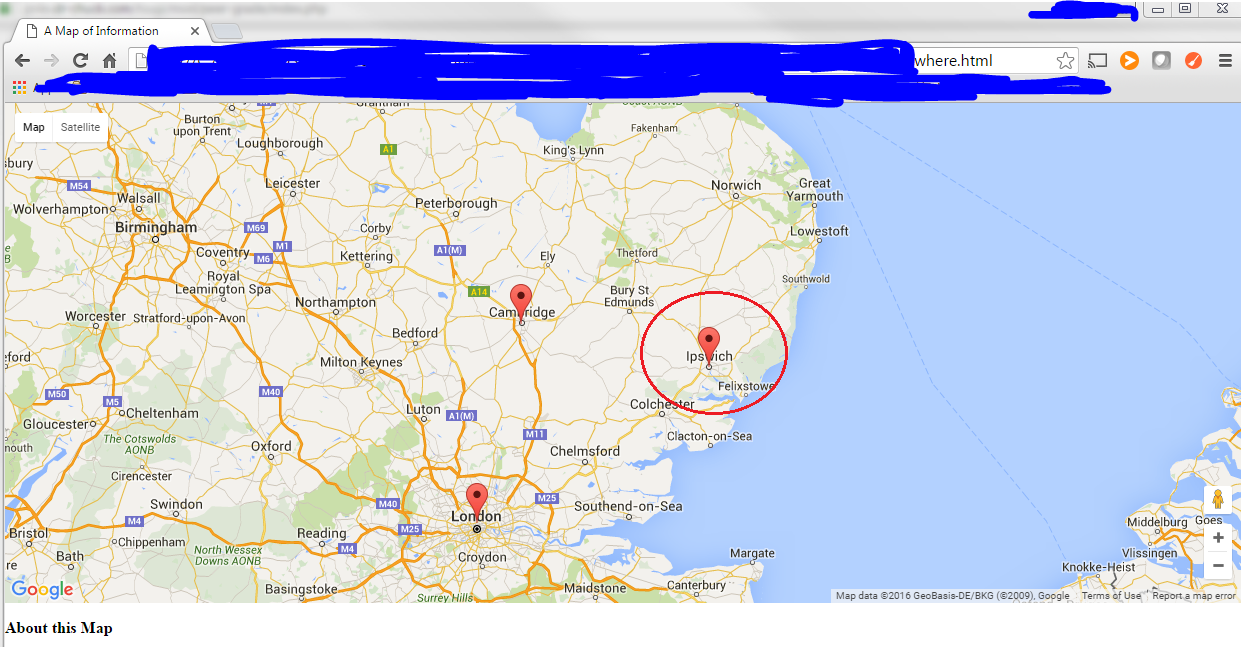 A Map of Information
where.html
Map Satellite
Grantham
Burton
upon Trent
Loughborough
A1
King's Lynn
Fakenham
M54
Leicester
Walsall
Wolverhampton
Norwich
Great
Yarmouth
Peterborough
Birmingham
M69
Corby
Lowestoft
M1
A1(M)
Coventry
M6
Kettering
Ely
Thetford
Royal
Leamington Spa
Southwold
A14
Bury St
Edmunds
Northampton
Cambridge
Worcester
Stratford-upon-Avon
Bedford
Ipswich
Milton Keynes
Felixstowe
M50
M5
M40
Colchester
Cheltenham
Luton
A1(M)
Gloucester
M11
Clacton-on-Sea
The Cotswolds
AONB
Oxford
Chelmsford
Cirencester
M25
Swindon
M40
London
Southend-on-Sea
M4
M25
Bristol
Reading
Chippenham
M4
North Wessex
Downs AONB
Croydon
Bath
Margate
Basingstoke
Maidstone
Canterbury
Surrey Hills
Middelburg
Goes
Vlissingen
Knokke-Heist
+
−
Google
Map data ©2016 GeoBasis-DE/BKG (©2009), Google Terms of Use Report a map error
About this Map